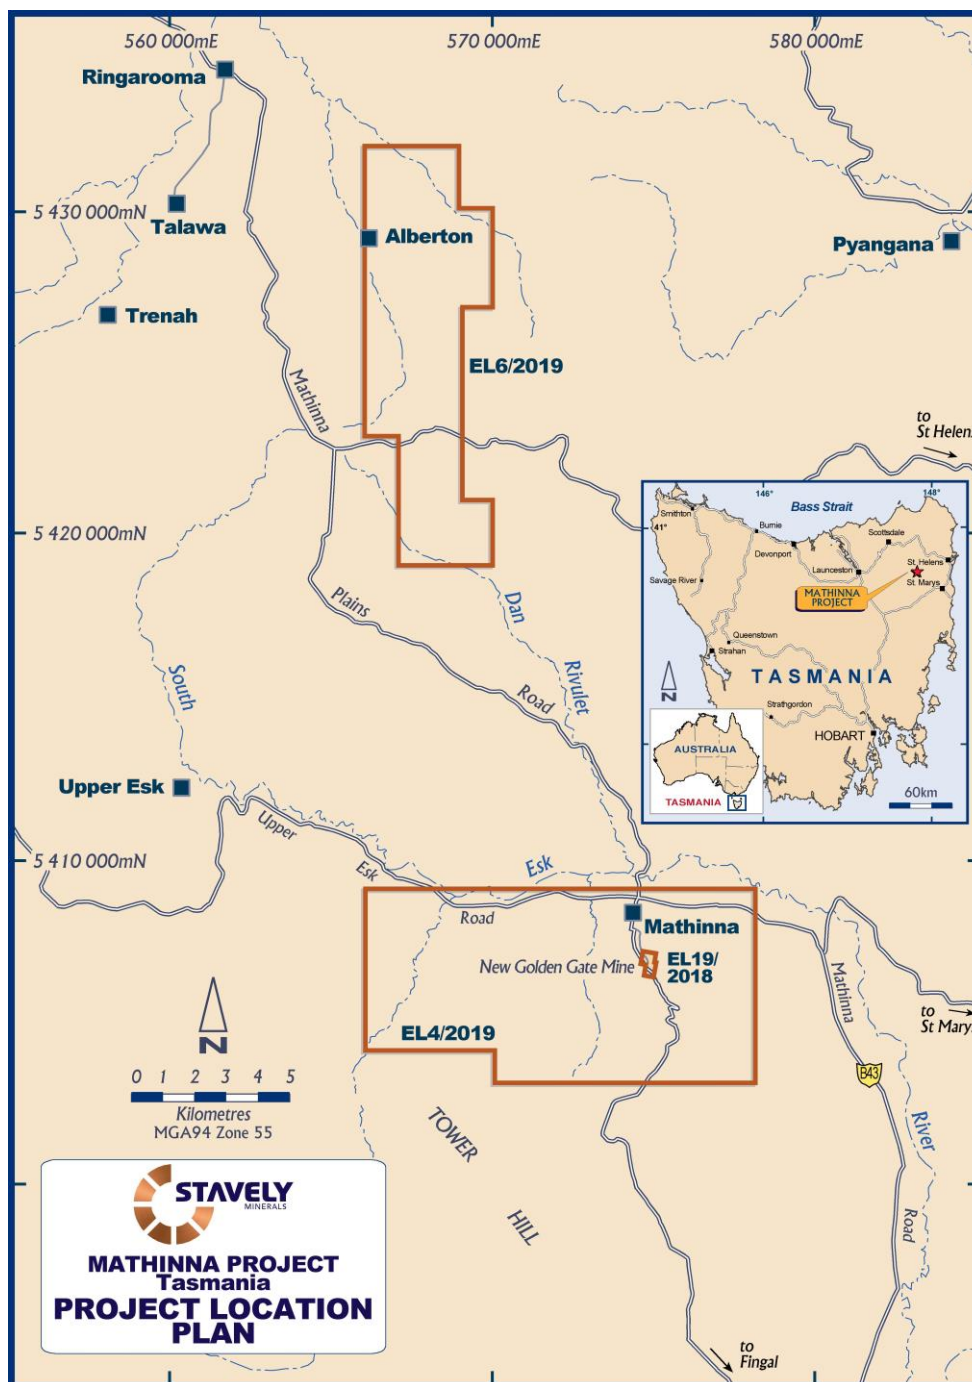 560 000mE
570 000mE
580 000mE
Ringarooma
5 430 000mN
Talawa
Alberton
Pyangana
Trenah
EL6/2019
Mathinna
to
St Helens
5 420 000mN
Plains
Dan
Rivulet
Road
South
Upper Esk
Upper
Esk
Road
5 410 000mN
Esk
Mathinna
New Golden Gate Mine
EL19/
2018
EL4/2019
Mathinna
to
St Marys
B43
River
Road
TOWER
HILL
to
Fingal
146°
148°
Bass Strait
Smithton
41°
Burnie
Devonport
Scottsdale
Launceston
St. Helens
St. Marys
Savage River
MATHINNA
PROJECT
Queenstown
Strahan
TASMANIA
N
Strathgordon
HOBART
AUSTRALIA
TASMANIA
60km
N
0 1 2 3 4 5
Kilometres
MGA94 Zone 55
STAVELY
MINERALS
MATHINNA PROJECT
Tasmania
PROJECT LOCATION
PLAN